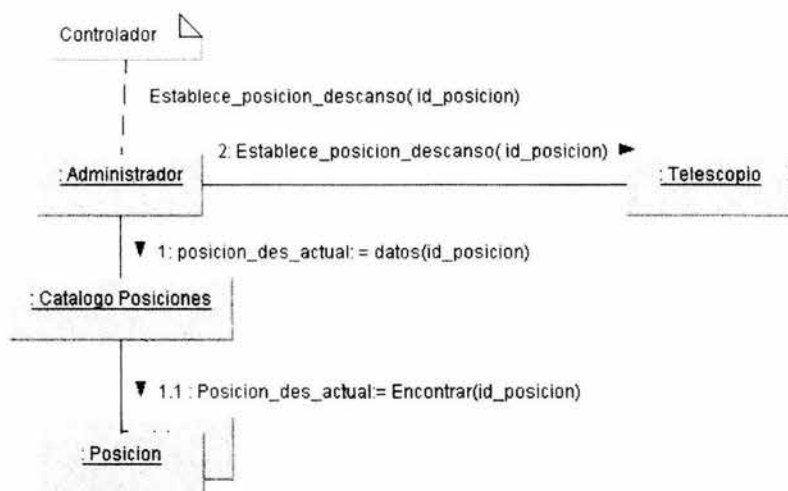 Controlador
Establece_posicion_descanso( id_posicion)
2: Establece_posicion_descanso( id_posicion)
: Administrador
: Telescopio
1: posicion_des_actual: = datos(id_posicion)
: Catalogo Posiciones
1.1 : Posicion_des_actual:= Encontrar(id_posicion)
: Posicion